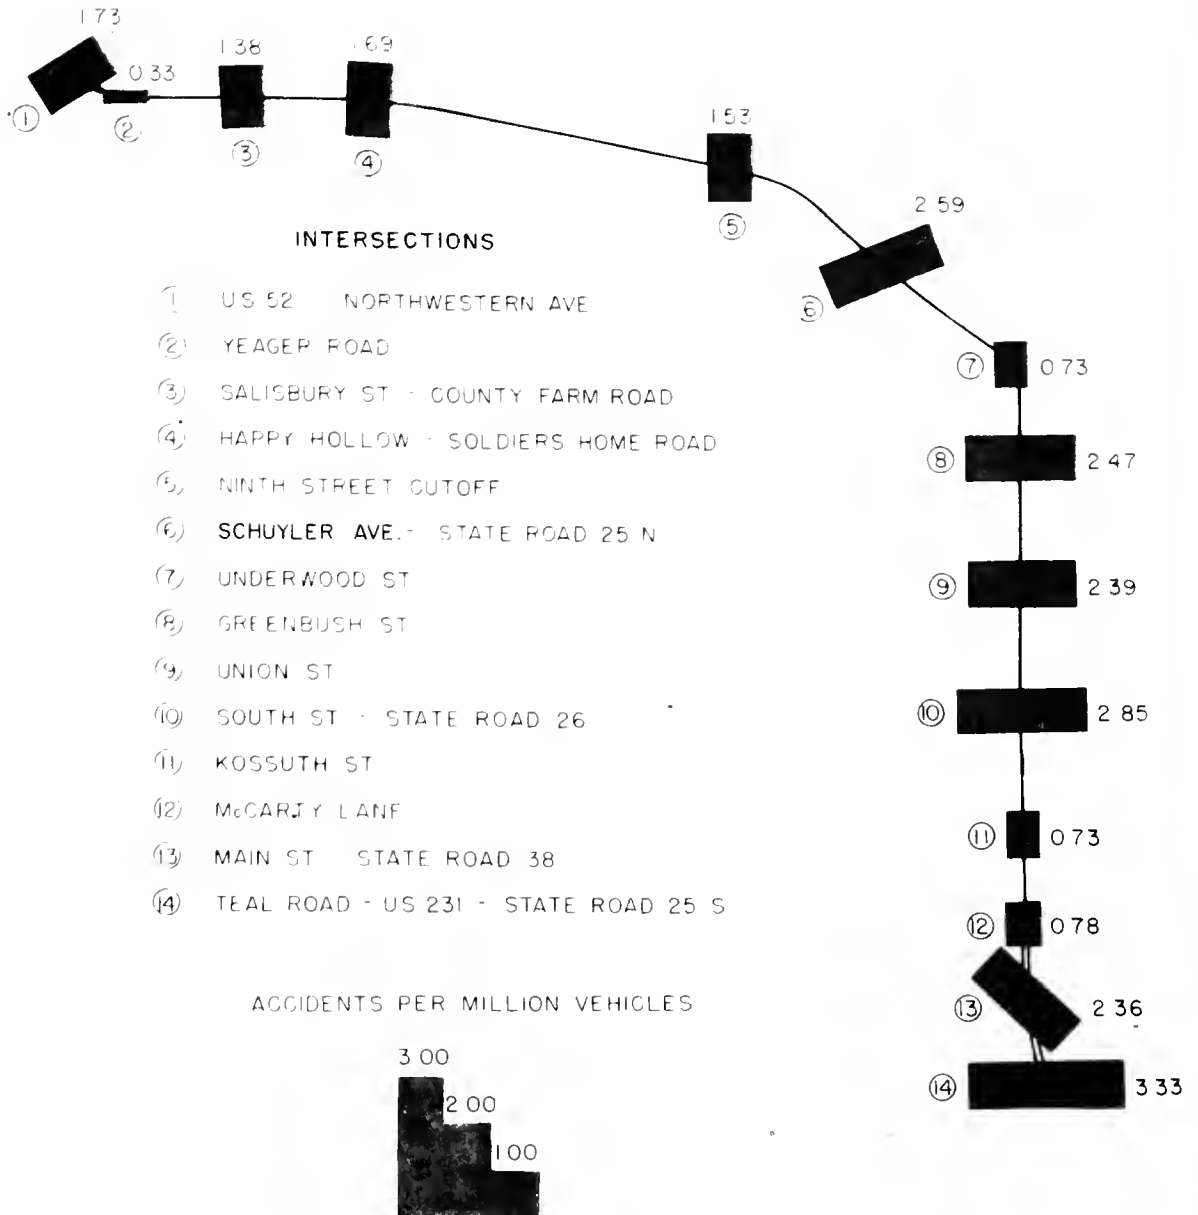 1.73
0.33
1.38
.69
1.53
2.59
① ② ③ ④ ⑤ ⑥
INTERSECTIONS
① US 52 NORTHWESTERN AVE
② YEAGER ROAD
③ SALISBURY ST - COUNTY FARM ROAD
④ HAPPY HOLLOW - SOLDIERS HOME ROAD
⑤ NINTH STREET CUTOFF
⑥ SCHUYLER AVE. - STATE ROAD 25 N
⑦ UNDERWOOD ST
⑧ GREENBUSH ST
⑨ UNION ST
⑩ SOUTH ST - STATE ROAD 26
⑪ KOSSUTH ST
⑫ McCARTY LANE
⑬ MAIN ST STATE ROAD 38
⑭ TEAL ROAD - US 231 - STATE ROAD 25 S
⑦ 0.73
⑧ 2.47
⑨ 2.39
⑩ 2.85
⑪ 0.73
⑫ 0.78
⑬ 2.36
⑭ 3.33
ACCIDENTS PER MILLION VEHICLES
3.00
2.00
1.00